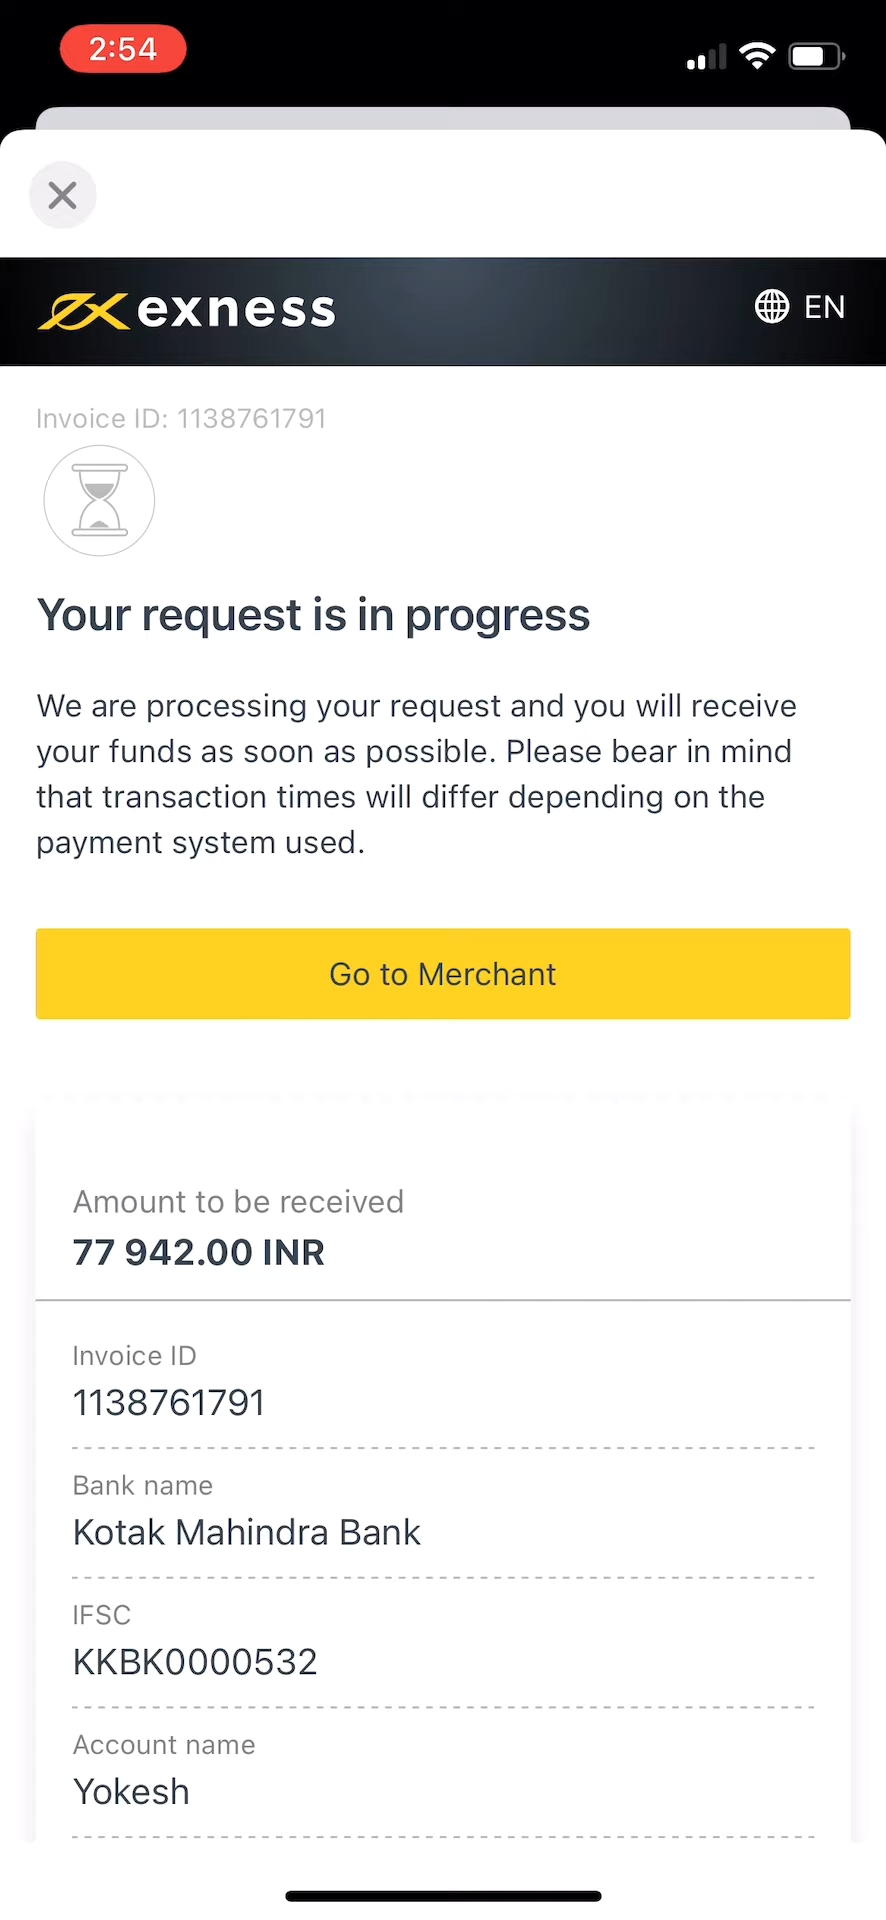 2:54
exness
EN
Invoice ID: 1138761791
Your request is in progress
We are processing your request and you will receive
your funds as soon as possible. Please bear in mind
that transaction times will differ depending on the
payment system used.
Go to Merchant
Amount to be received
77 942.00 INR
Invoice ID
1138761791
Bank name
Kotak Mahindra Bank
IFSC
KKBK0000532
Account name
Yokesh